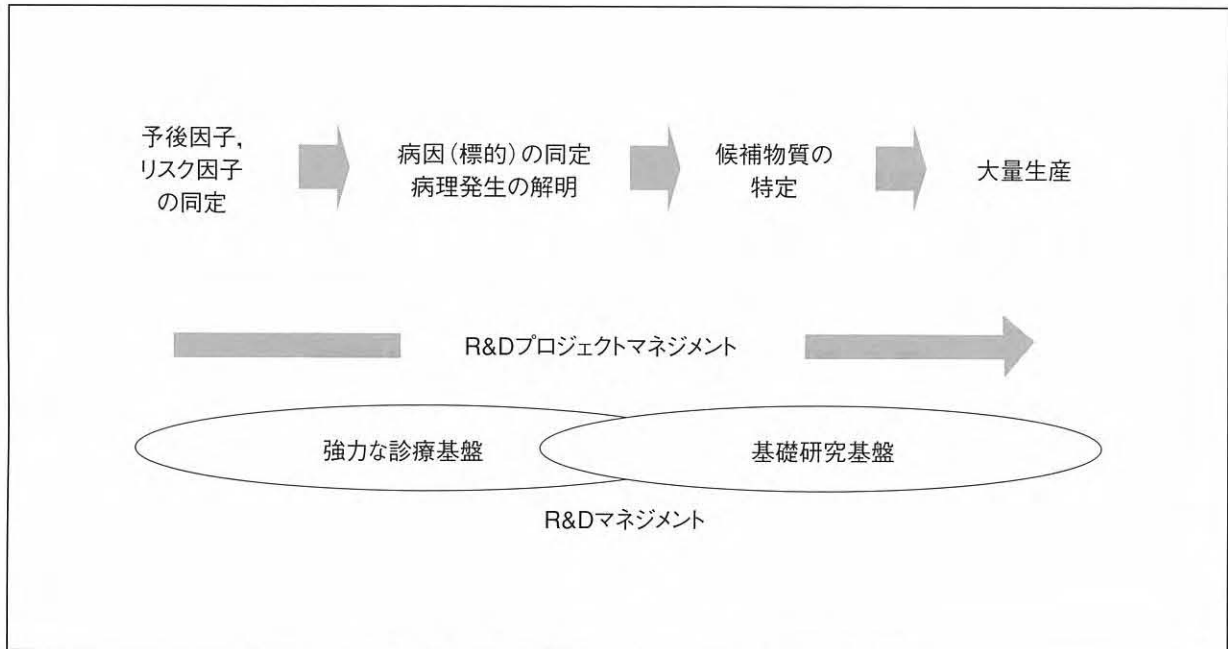 予後因子,
リスク因子
の同定
病因(標的)の同定
病理発生の解明
候補物質の
特定
大量生産
R&Dプロジェクトマネジメント
強力な診療基盤
基礎研究基盤
R&Dマネジメント